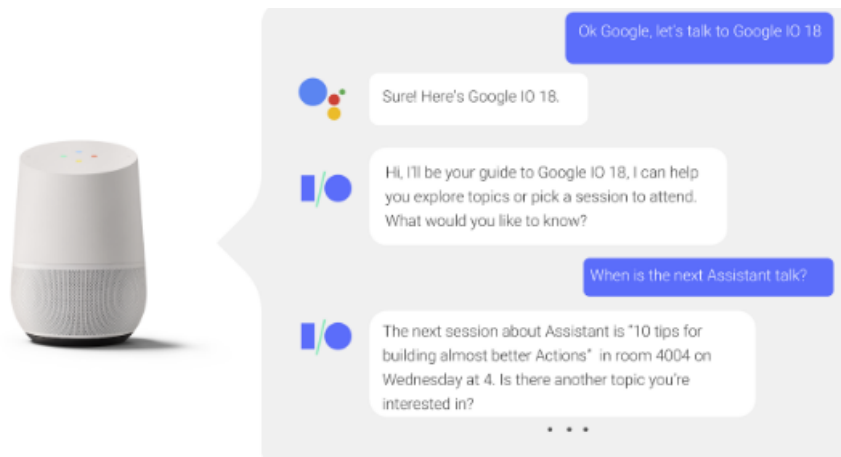 Ok Google, let's talk to Google IO 18
Sure! Here's Google IO 18.
I/O
Hi, I'll be your guide to Google IO 18, I can help
you explore topics or pick a session to attend.
What would you like to know?
When is the next Assistant talk?
I/O
The next session about Assistant is "10 tips for
building almost better Actions"  in room 4004 on
Wednesday at 4. Is there another topic you're
interested in?